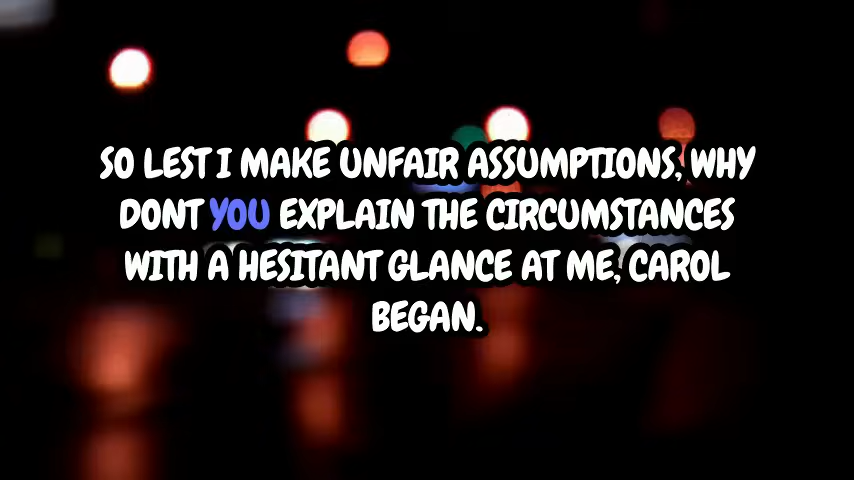 SO LEST I MAKE UNFAIR ASSUMPTIONS, WHY
DONT YOU EXPLAIN THE CIRCUMSTANCES
WITH A HESITANT GLANCE AT ME, CAROL
BEGAN.